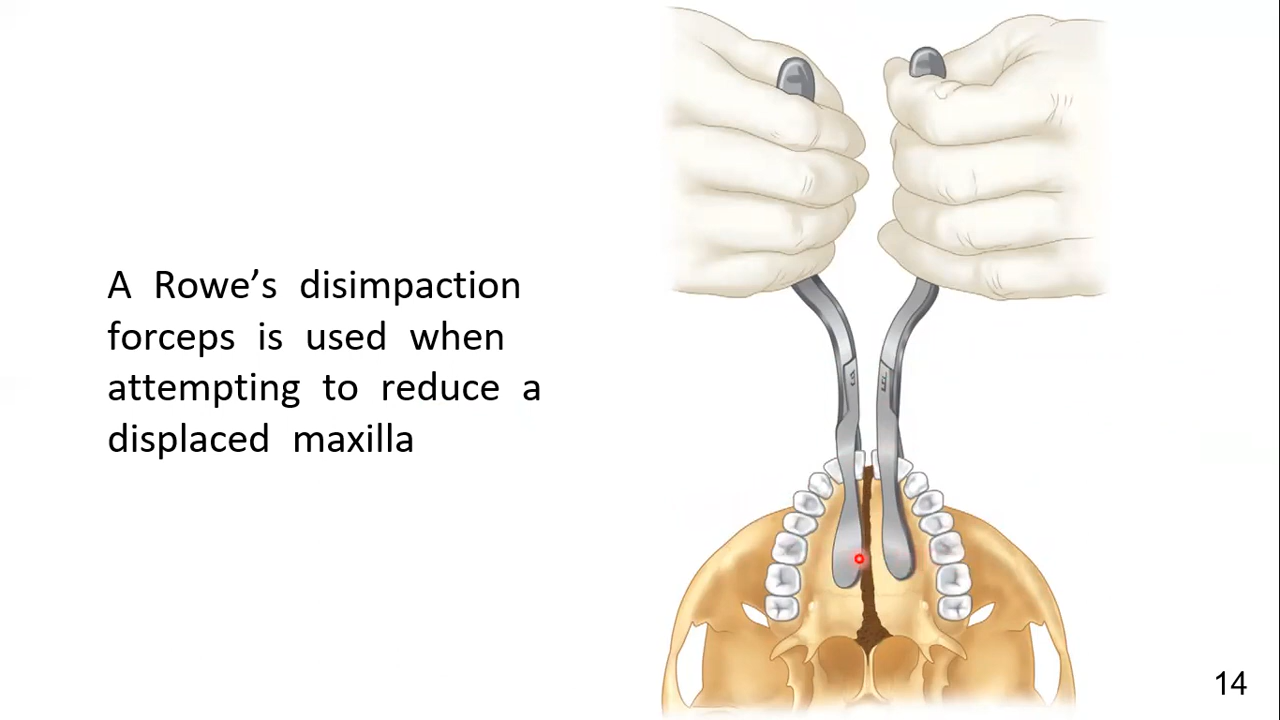 A Rowe’s disimpaction
forceps is used when
attempting to reduce a
displaced maxilla
14